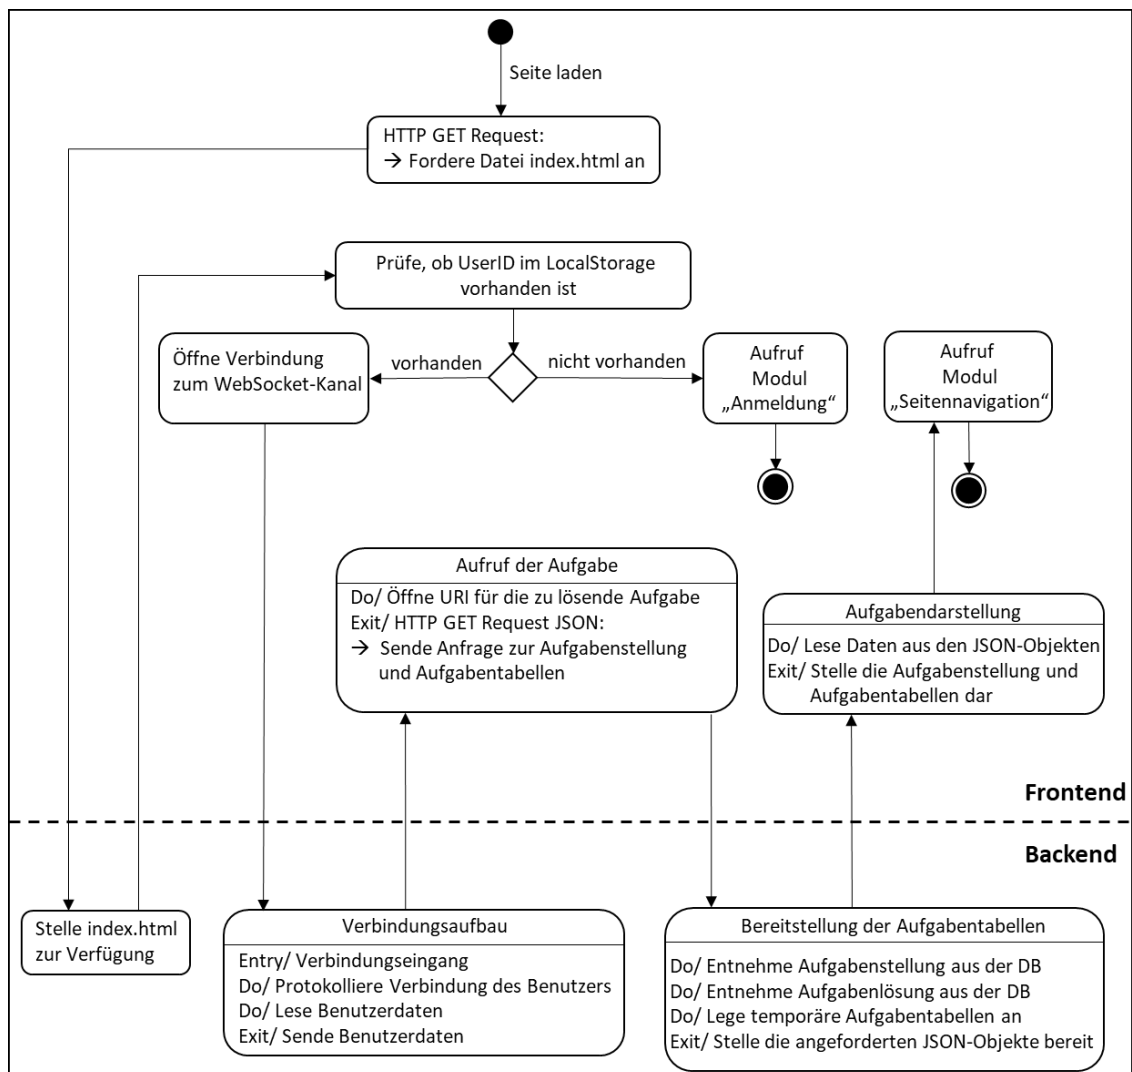 Seite laden
HTTP GET Request:
→ Fordere Datei index.html an
Prüfe, ob UserID im LocalStorage
vorhanden ist
Öffne Verbindung
zum WebSocket-Kanal
vorhanden
nicht vorhanden
Aufruf
Modul
„Anmeldung“
Aufruf
Modul
„Seitennavigation“
Aufruf der Aufgabe
Do/ Öffne URI für die zu lösende Aufgabe
Exit/ HTTP GET Request JSON:
→ Sende Anfrage zur Aufgabenstellung
und Aufgabentabellen
Aufgabendarstellung
Do/ Lese Daten aus den JSON-Objekten
Exit/ Stelle die Aufgabenstellung und
Aufgabentabellen dar
Frontend
Backend
Stelle index.html
zur Verfügung
Verbindungsaufbau
Entry/ Verbindungseingang
Do/ Protokolliere Verbindung des Benutzers
Do/ Lese Benutzerdaten
Exit/ Sende Benutzerdaten
Bereitstellung der Aufgabentabellen
Do/ Entnehme Aufgabenstellung aus der DB
Do/ Entnehme Aufgabenlösung aus der DB
Do/ Lege temporäre Aufgabentabellen an
Exit/ Stelle die angeforderten JSON-Objekte bereit